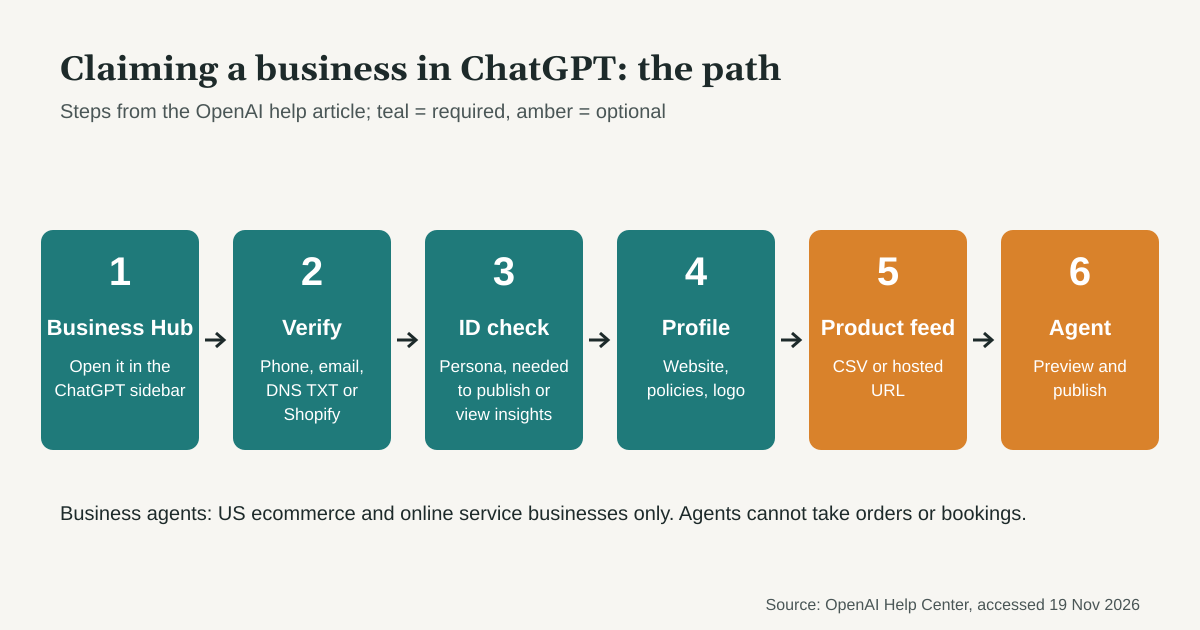 Claiming a business in ChatGPT: the path
Steps from the OpenAI help article; teal = required, amber = optional
1
Business Hub
Open it in the
ChatGPT sidebar
2
Verify
Phone, email,
DNS TXT or
Shopify
3
ID check
Persona, needed
to publish or
view insights
4
Profile
Website,
policies, logo
5
Product feed
CSV or hosted
URL
6
Agent
Preview and
publish
Business agents: US ecommerce and online service businesses only. Agents cannot take orders or bookings.
Source: OpenAI Help Center, accessed 19 Nov 2026